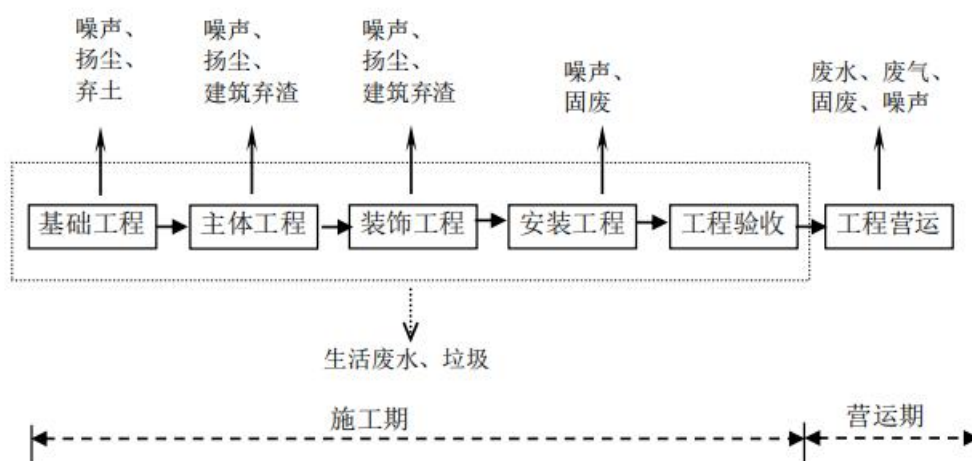 噪声、
扬尘、
弃土
噪声、
扬尘、
建筑弃渣
噪声、
扬尘、
建筑弃渣
噪声、
固废
废水、废气、
固废、噪声
基础工程
主体工程
装饰工程
安装工程
工程验收
工程营运
生活废水、垃圾
施工期
营运期